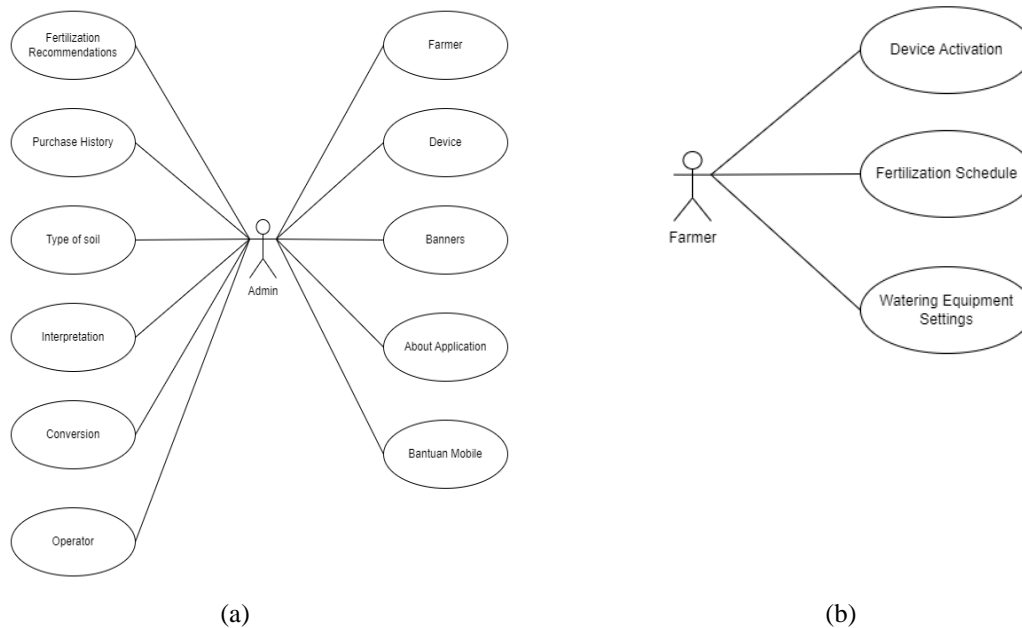 Fertilization
Recommendations
Purchase History
Type of soil
Interpretation
Conversion
Operator
Admin
Farmer
Device
Banners
About Application
Bantuan Mobile
(a)
Device Activation
Fertilization Schedule
Watering Equipment
Settings
Farmer
(b)